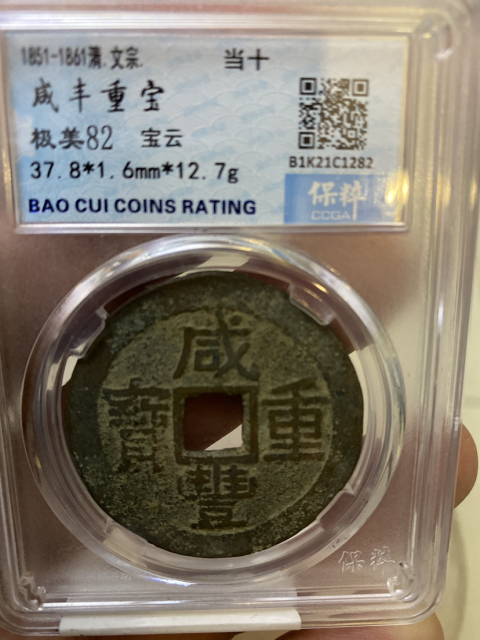 1851-1861清.文宗.
当十
咸丰重宝
极美82 宝云
B1K21C1282
37.8*1.6mm*12.7g
保粹
CCGA
BAO CUI COINS RATING
咸
豐
重
寶
保粹